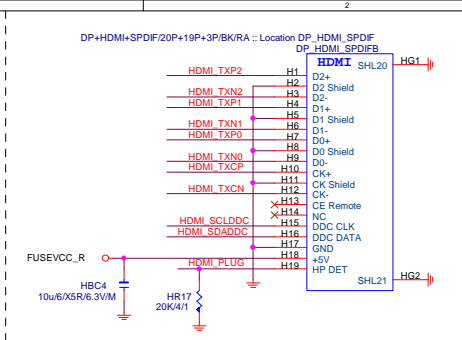 2
DP+HDMI+SPDIF/20P+19P+3P/BK/RA :: Location DP_HDMI_SPDIF
DP_HDMI_SPDIFB
HDMI
SHL20 HG1
HDMI_TXP2 H1 D2+
H2 D2 Shield
HDMI_TXN2 H3 D2-
HDMI_TXP1 H4 D1+
H5 D1 Shield
HDMI_TXN1 H6 D1-
HDMI_TXP0 H7 D0+
H8 D0 Shield
HDMI_TXN0 H9 D0-
HDMI_TXCP H10 CK+
H11 CK Shield
HDMI_TXCN H12 CK-
H13 CE Remote
H14 NC
HDMI_SCLDDC H15 DDC CLK
HDMI_SDADDC H16 DDC DATA
H17 GND
FUSEVCC_R H18 +5V
HDMI_PLUG H19 HP DET
SHL21 HG2
HBC4
10u/6/X5R/6.3V/M
HR17
20K/4/1